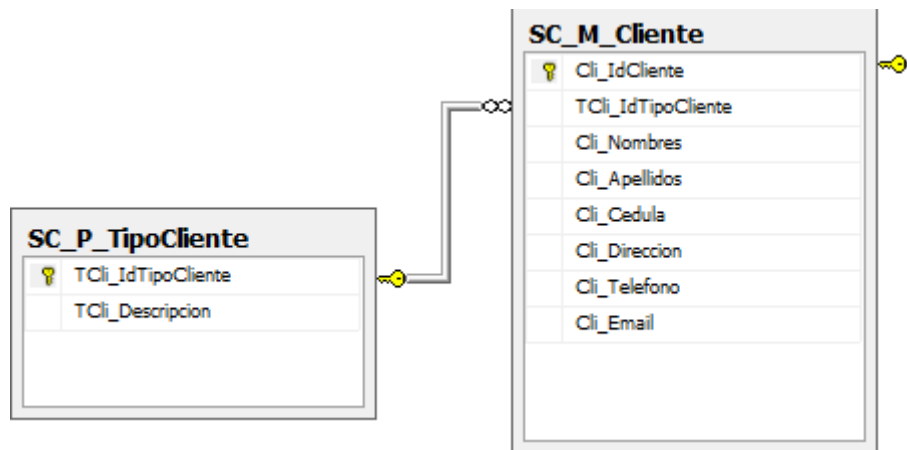 SC_M_Cliente
Cli_IdCliente
TCli_IdTipoCliente
Cli_Nombres
Cli_Apellidos
Cli_Cedula
Cli_Direccion
Cli_Telefono
Cli_Email
SC_P_TipoCliente
TCli_IdTipoCliente
TCli_Descripcion